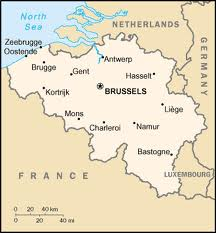 North
Sea
NETHERLANDS
Zeebrugge
Oostende
Brugge
Antwerp
Gent
Hasselt
GERMANY
BRUSSELS
Kortrijk
Liège
Mons
Charleroi
Namur
Bastogne
FRANCE
LUXEMBOURG
0 20 40 km
0 20 40 mi